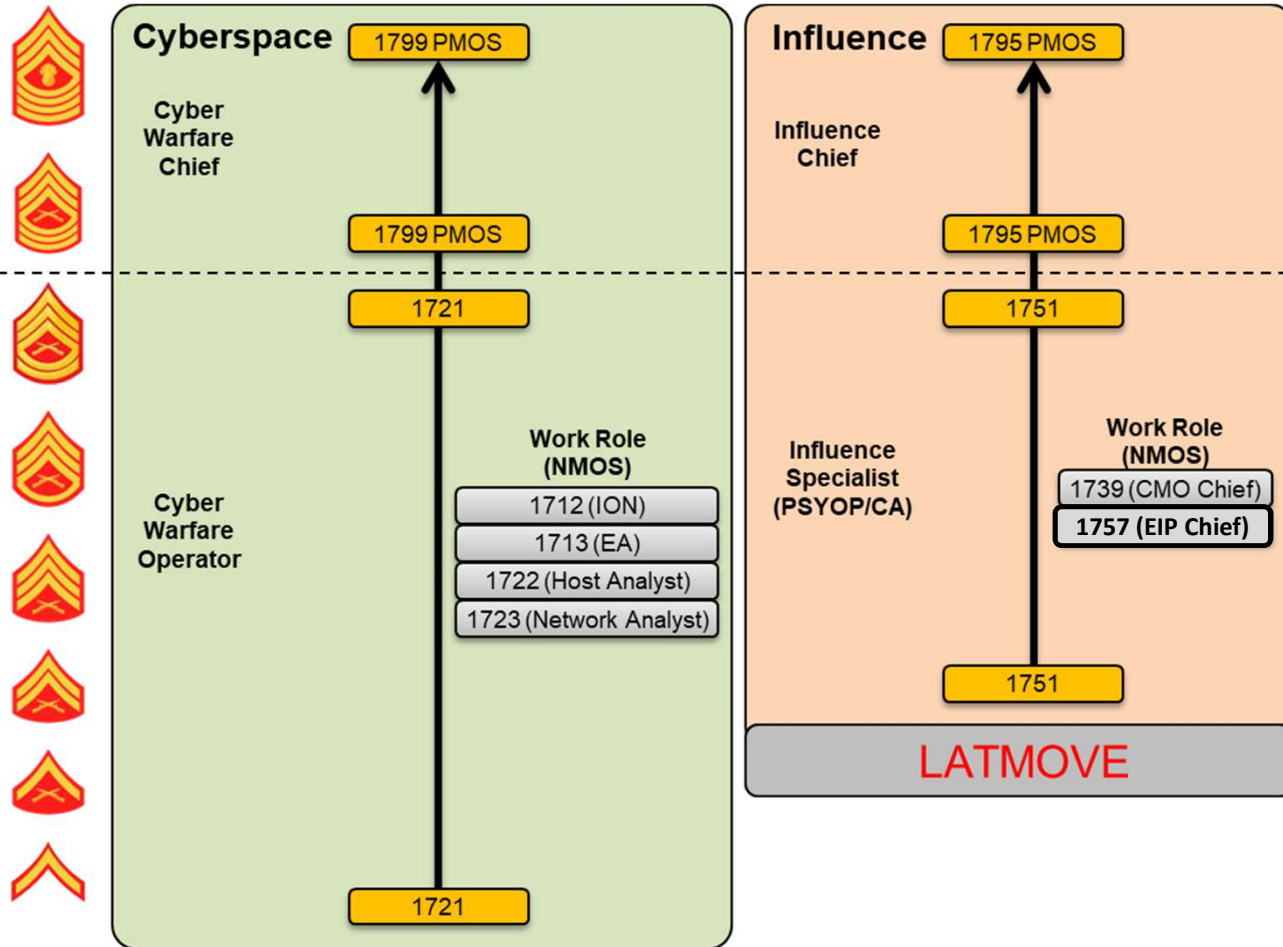 Cyberspace
1799 PMOS
Cyber
Warfare
Chief
1799 PMOS
1721
Work Role
(NMOS)
1712 (ION)
1713 (EA)
1722 (Host Analyst)
1723 (Network Analyst)
Cyber
Warfare
Operator
1721
Influence
1795 PMOS
Influence
Chief
1795 PMOS
1751
Work Role
(NMOS)
1739 (CMO Chief)
1757 (EIP Chief)
Influence
Specialist
(PSYOP/CA)
1751
LATMOVE